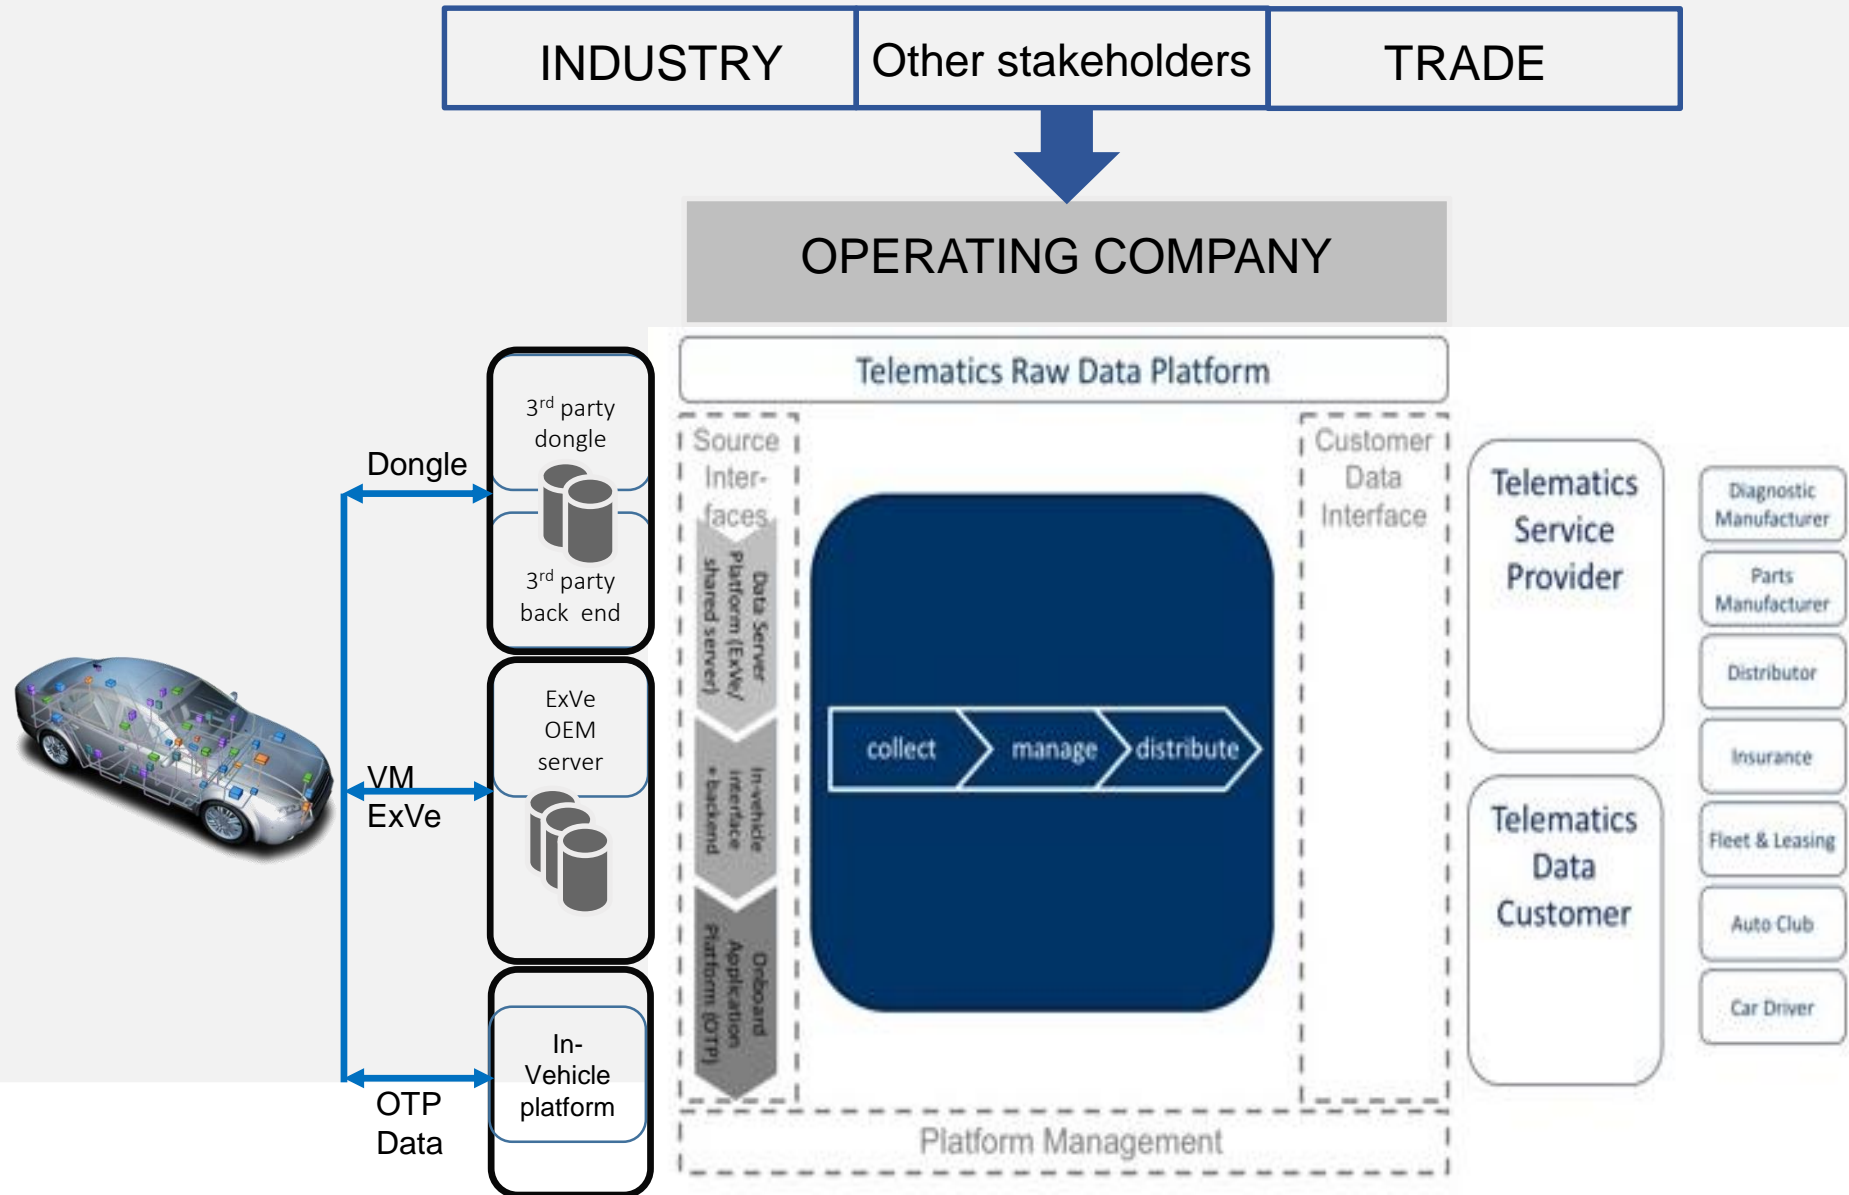 INDUSTRY
Other stakeholders
TRADE
OPERATING COMPANY
Telematics Raw Data Platform
Dongle
VM
ExVe
OTP
Data
3rd party
dongle
3rd party
back end
ExVe
OEM
server
In-
Vehicle
platform
Source
Inter-
faces
Data Server
Platform (ExVe/
shared server)
In-vehicle
interface
+ backend
Onboard
Application
Platform (OTP)
collect
manage
distribute
Customer
Data
Interface
Platform Management
Telematics
Service
Provider
Telematics
Data
Customer
Diagnostic
Manufacturer
Parts
Manufacturer
Distributor
Insurance
Fleet & Leasing
Auto Club
Car Driver